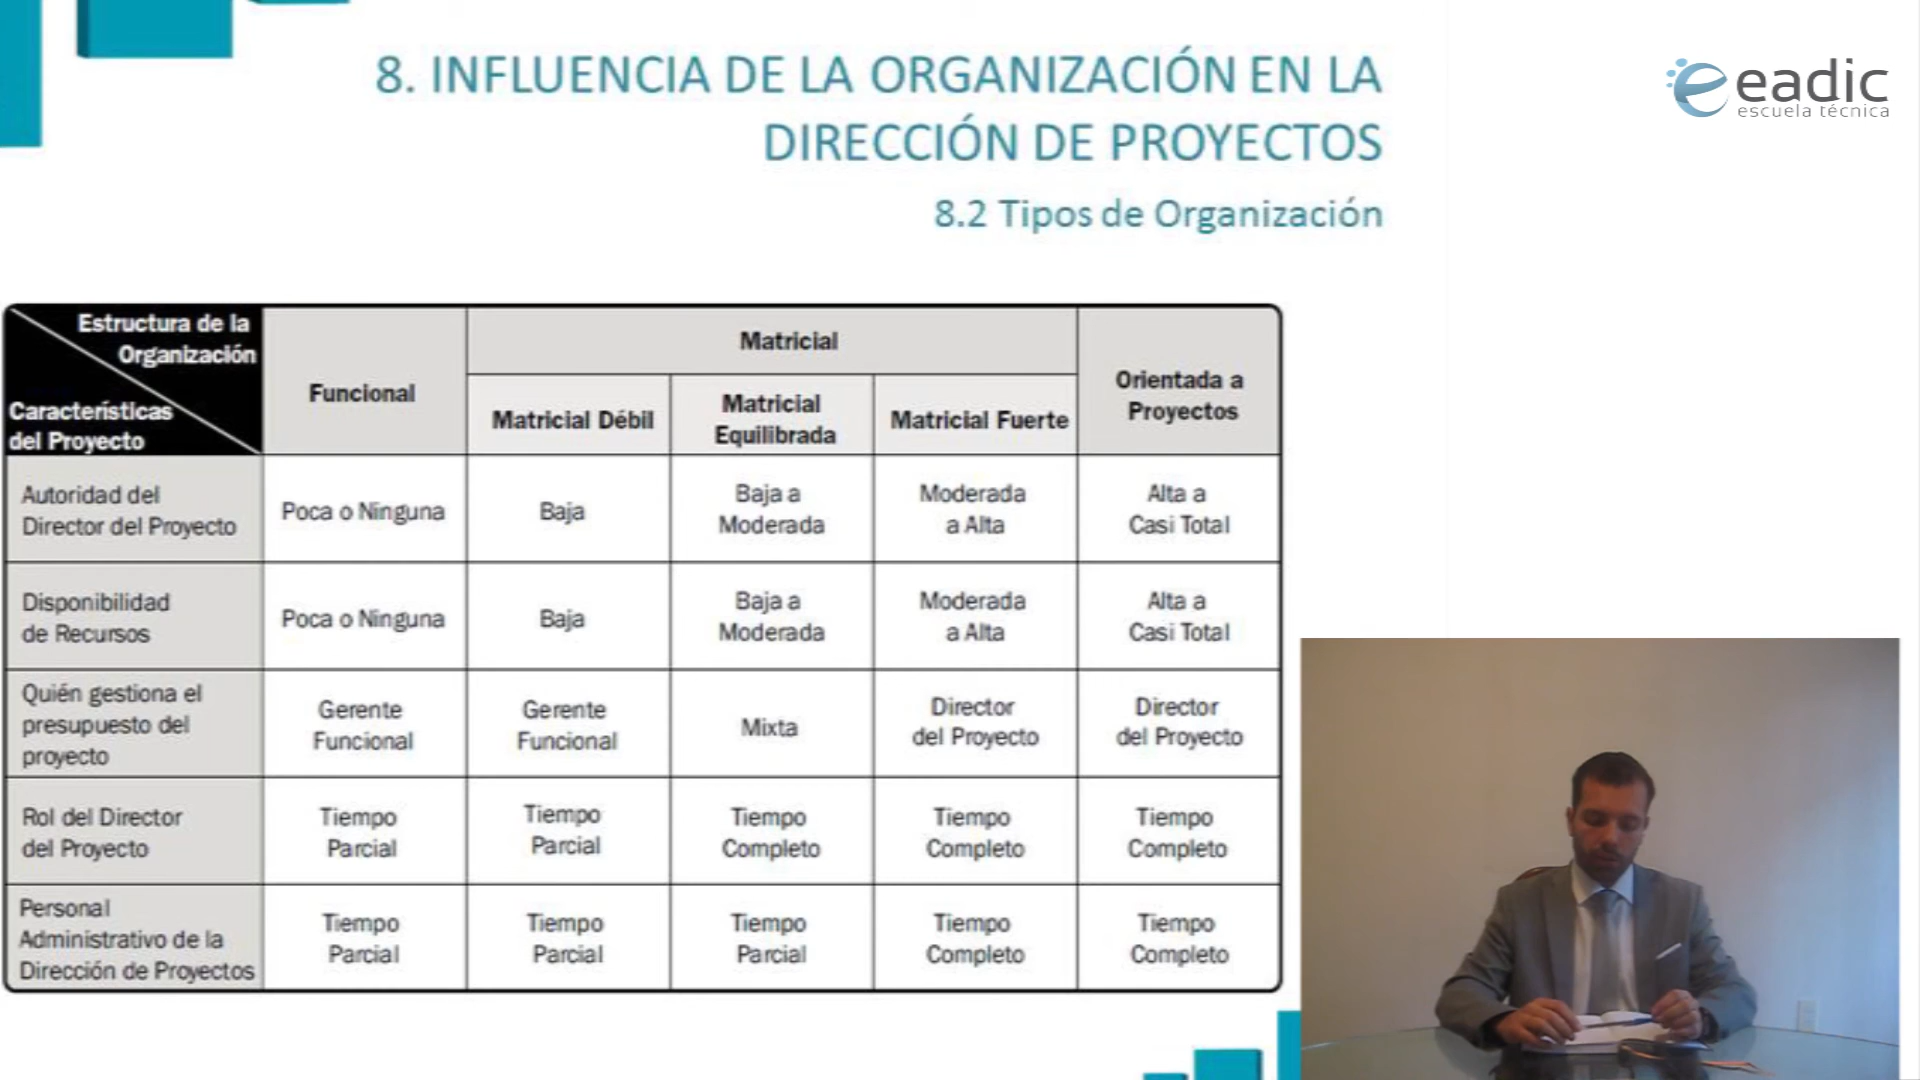 8. INFLUENCIA DE LA ORGANIZACIÓN EN LA
DIRECCIÓN DE PROYECTOS
8.2 Tipos de Organización
eadic
escuela técnica
Estructura de la
Organización
Características
del Proyecto
Funcional
Matricial
Matricial Débil
Matricial
Equilibrada
Matricial Fuerte
Orientada a
Proyectos
Autoridad del
Director del Proyecto
Poca o Ninguna
Baja
Baja a
Moderada
Moderada
a Alta
Alta a
Casi Total
Disponibilidad
de Recursos
Poca o Ninguna
Baja
Baja a
Moderada
Moderada
a Alta
Alta a
Casi Total
Quién gestiona el
presupuesto del
proyecto
Gerente
Funcional
Gerente
Funcional
Mixta
Director
del Proyecto
Director
del Proyecto
Rol del Director
del Proyecto
Tiempo
Parcial
Tiempo
Parcial
Tiempo
Completo
Tiempo
Completo
Tiempo
Completo
Personal
Administrativo de la
Dirección de Proyectos
Tiempo
Parcial
Tiempo
Parcial
Tiempo
Parcial
Tiempo
Completo
Tiempo
Completo